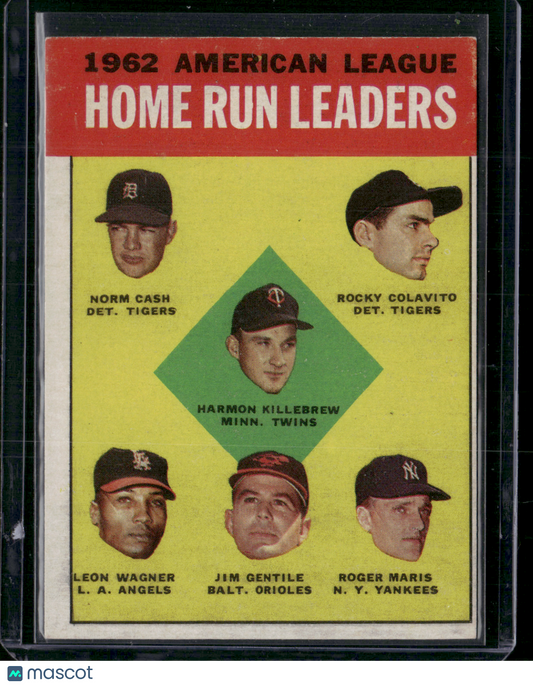 1962 AMERICAN LEAGUE
HOME RUN LEADERS
NORM CASH
DET. TIGERS
ROCKY COLAVITO
DET. TIGERS
HARMON KILLEBREW
MINN. TWINS
LEON WAGNER
L. A. ANGELS
JIM GENTILE
BALT. ORIOLES
ROGER MARIS
N. Y. YANKEES
mascot